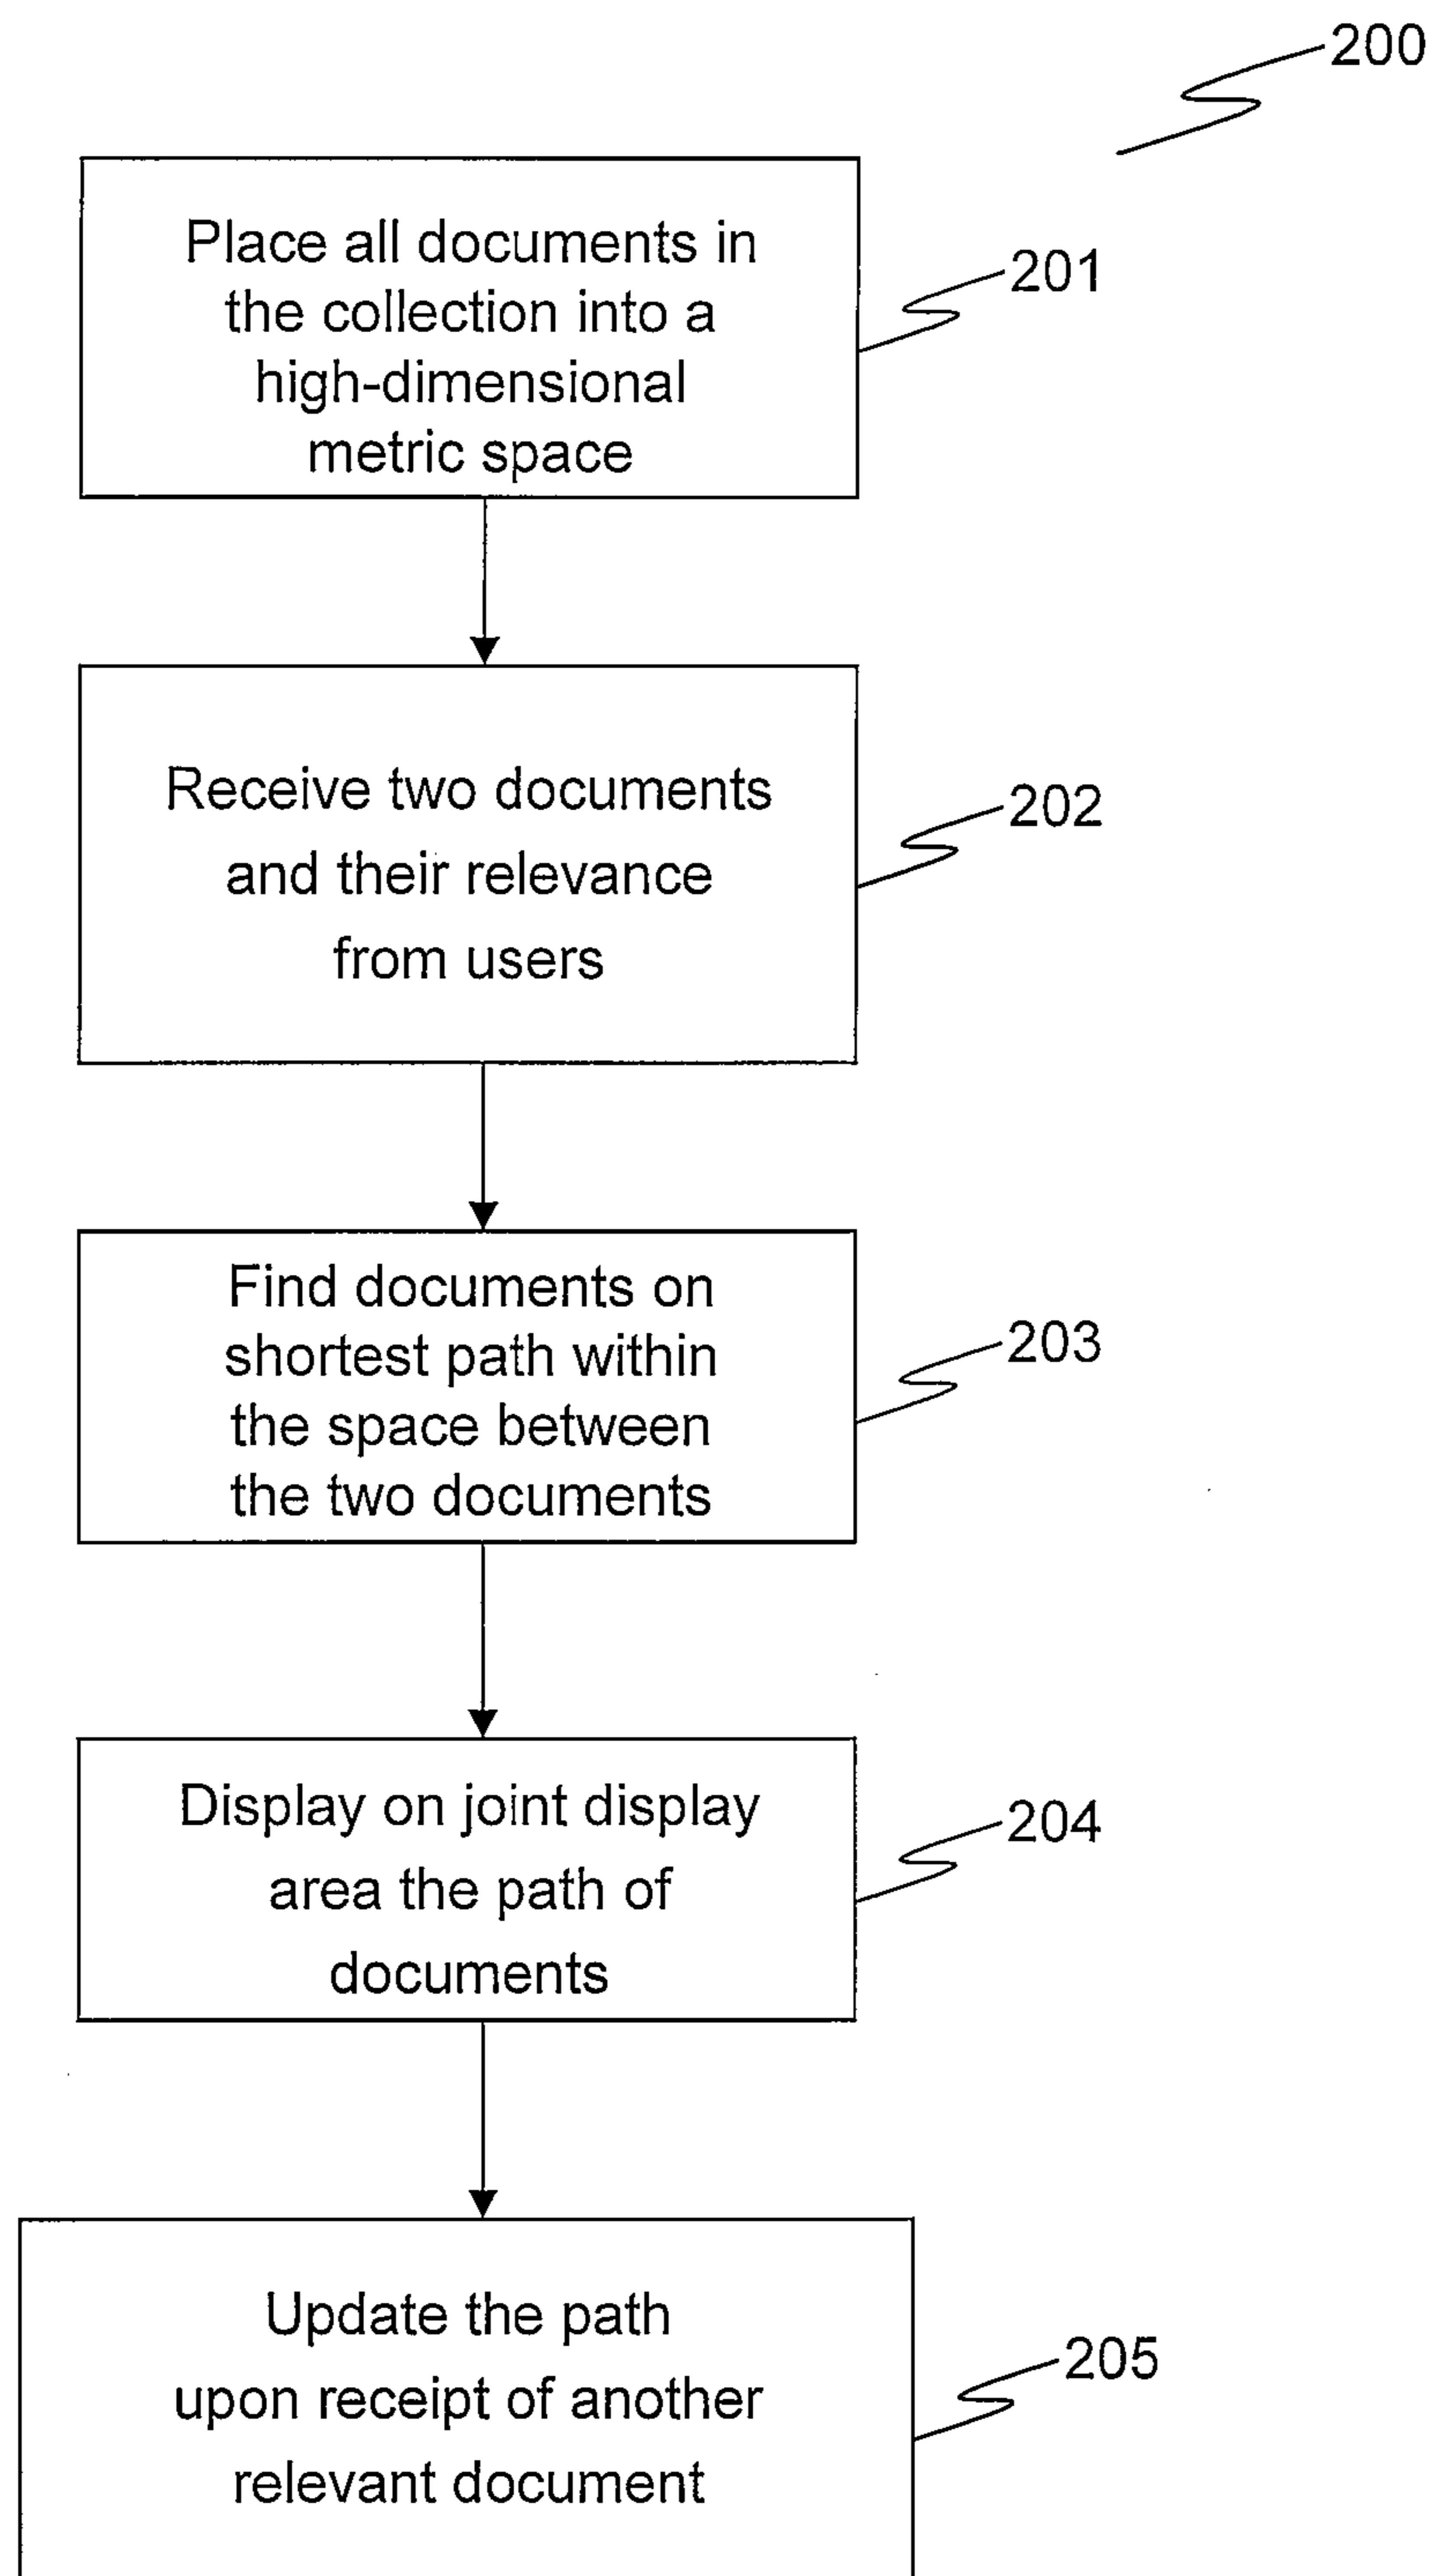 200
Place all documents in
the collection into a
high-dimensional
metric space
201
Receive two documents
and their relevance
from users
202
Find documents on
shortest path within
the space between
the two documents
203
Display on joint display
area the path of
documents
204
Update the path
upon receipt of another
relevant document
205